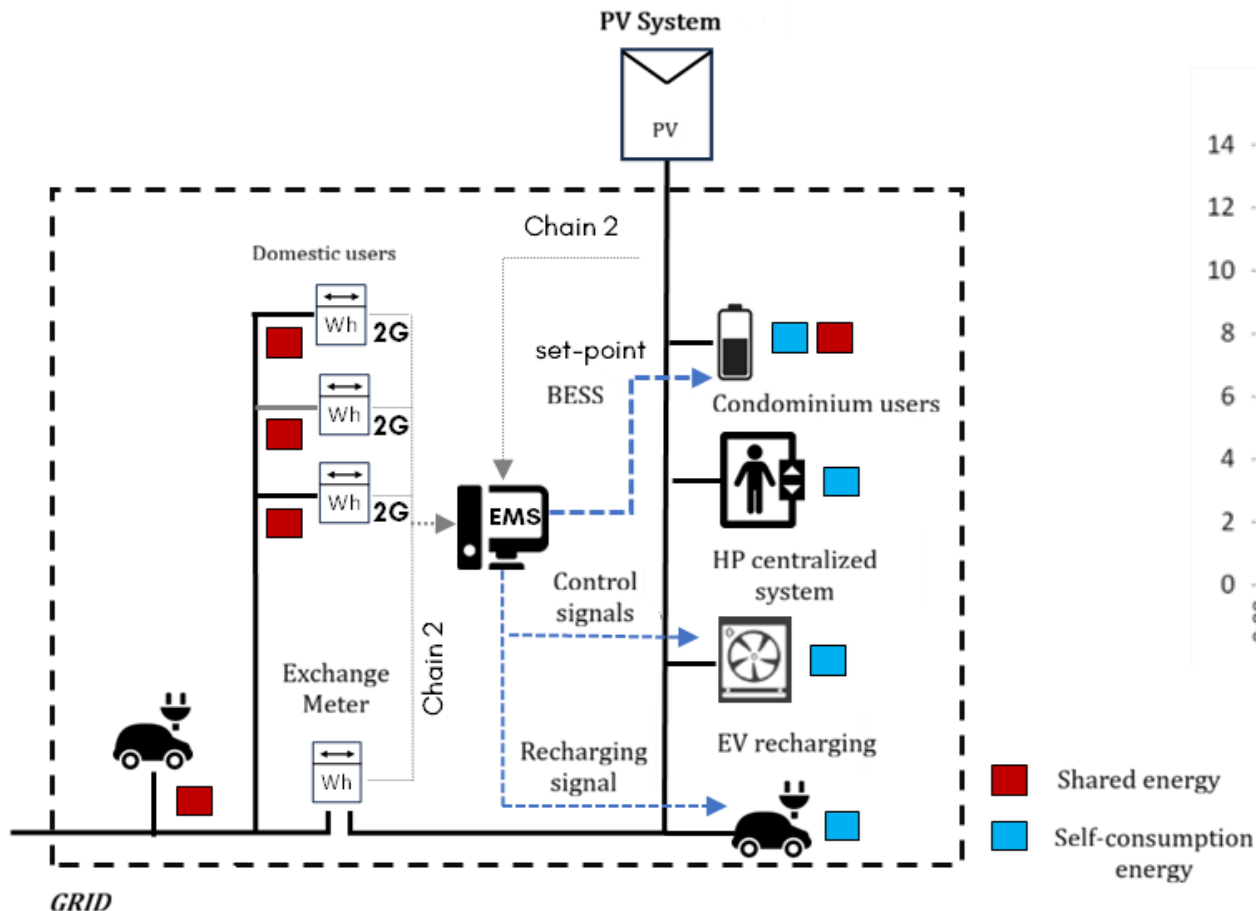 PV System
PV
14
12
10
8
6
4
2
0
Chain 2
Domestic users
Wh
2G
Wh
2G
Wh
2G
set-point
BESS
Condominium users
EMS
HP centralized
system
Control
signals
Chain 2
Exchange
Meter
Wh
EV recharging
Recharging
signal
Shared energy
Self-consumption
energy
GRID